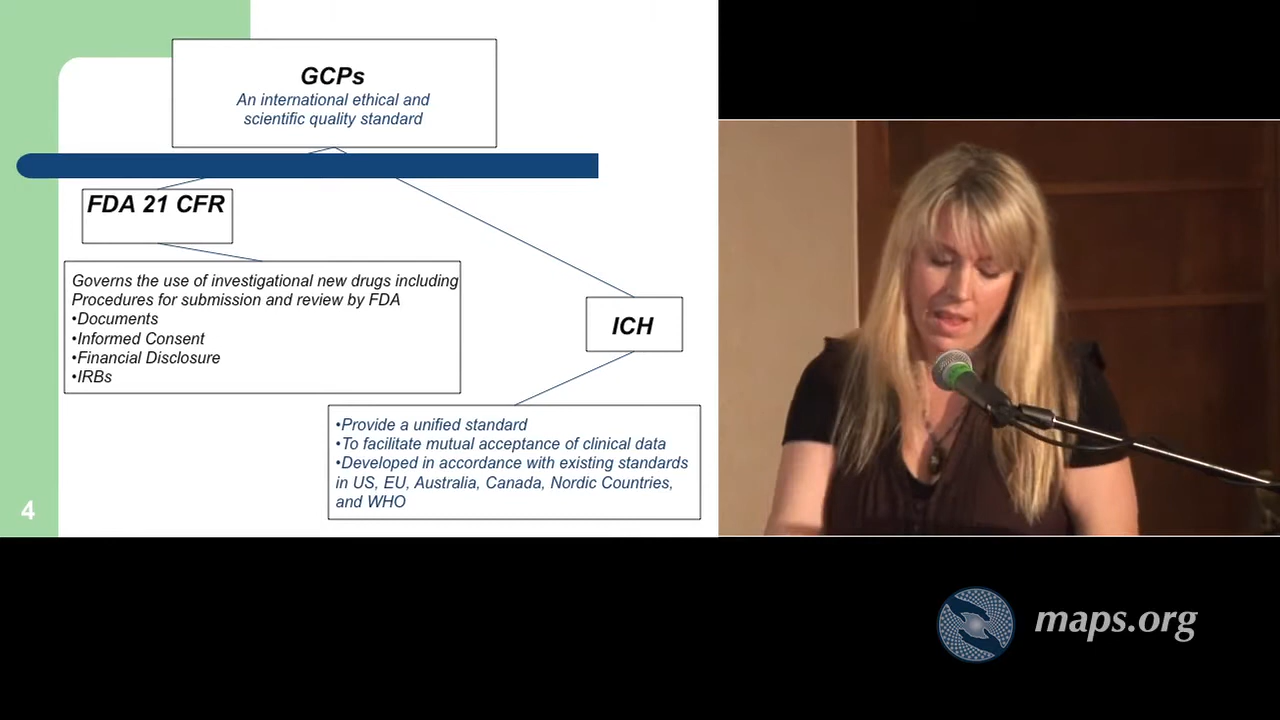 GCPs
An international ethical and
scientific quality standard
FDA 21 CFR
Governs the use of investigational new drugs including
Procedures for submission and review by FDA
•Documents
•Informed Consent
•Financial Disclosure
•IRBs
ICH
•Provide a unified standard
•To facilitate mutual acceptance of clinical data
•Developed in accordance with existing standards
in US, EU, Australia, Canada, Nordic Countries,
and WHO
4
maps.org